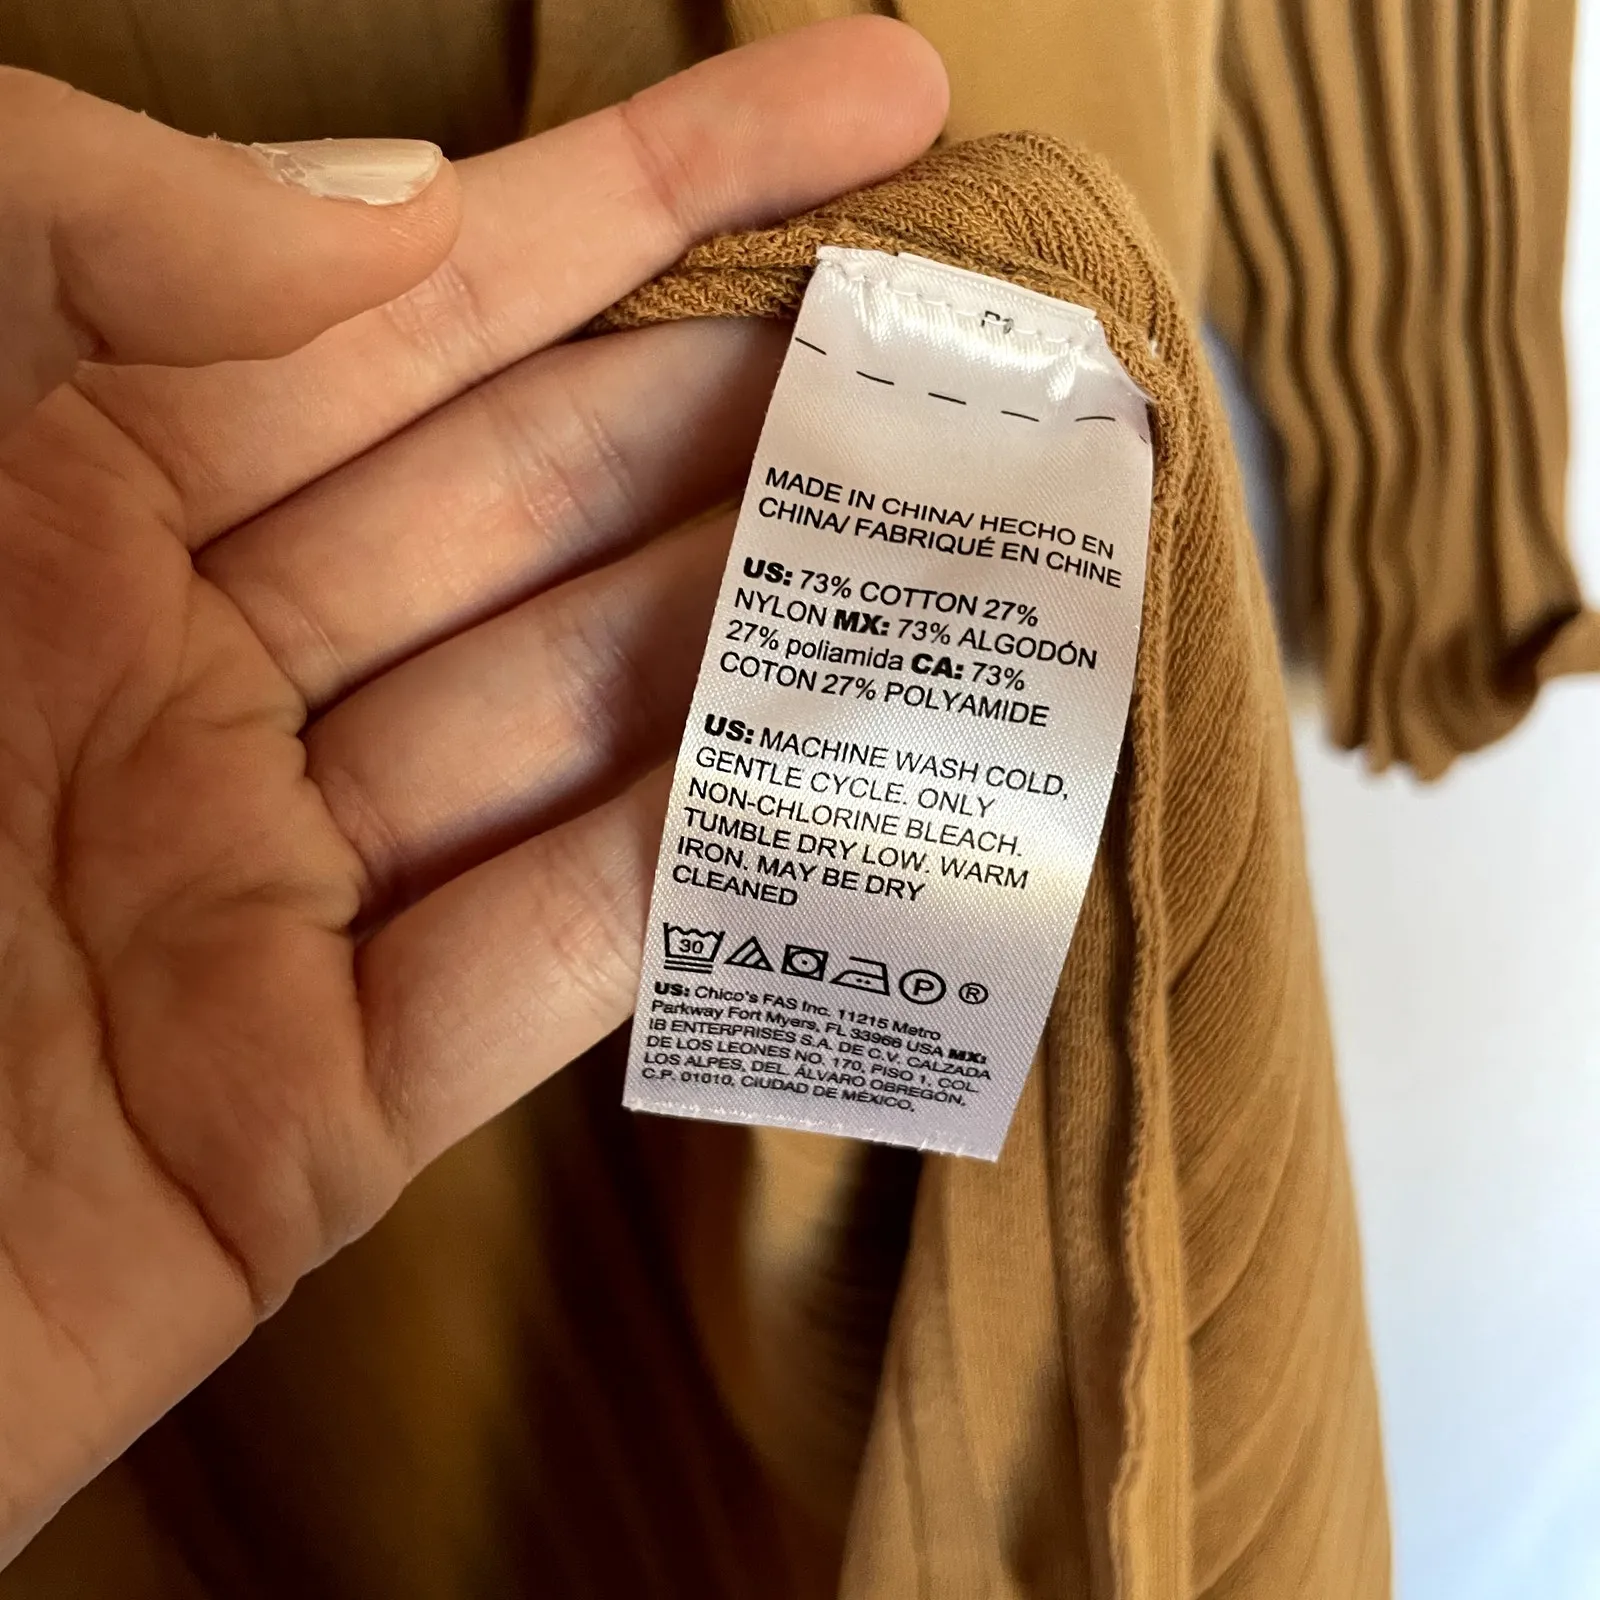 MADE IN CHINA/ HECHO EN
CHINA/ FABRIQUÉ EN CHINE
US: 73% COTTON 27%
NYLON MX: 73% ALGODÓN
27% poliamida CA: 73%
COTON 27% POLYAMIDE
US: MACHINE WASH COLD,
GENTLE CYCLE. ONLY
NON-CHLORINE BLEACH.
TUMBLE DRY LOW. WARM
IRON. MAY BE DRY
CLEANED
30 P ®
US: Chico's FAS Inc. 11215 Metro
Parkway Fort Myers, FL 33966 USA MX:
IB ENTERPRISES S.A. DE C.V. CALZADA
DE LOS LEONES NO. 170, PISO 1, COL.
LOS ALPES, DEL. ÁLVARO OBREGÓN,
C.P. 01010, CIUDAD DE MÉXICO,